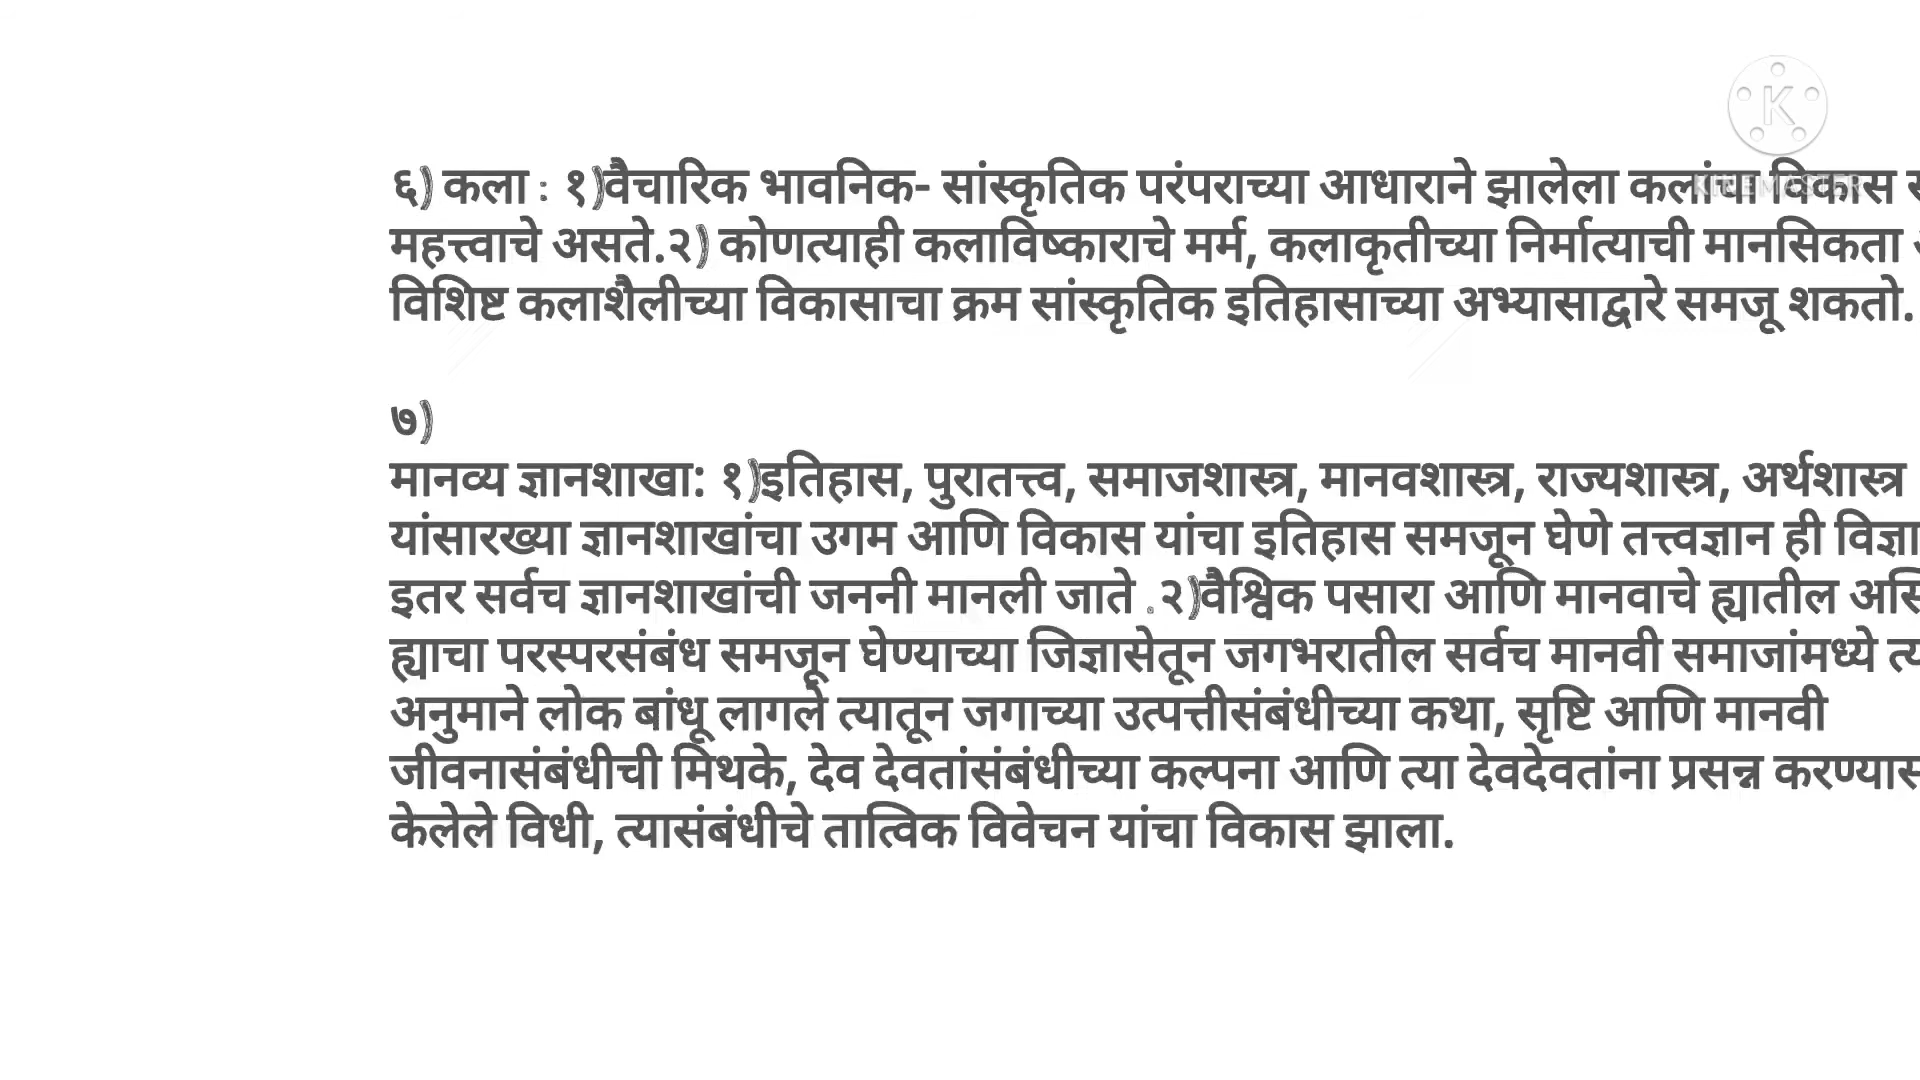 ६) कला : १)वैचारिक भावनिक- सांस्कृतिक परंपराच्या आधाराने झालेला कलांचा विकास
महत्त्वाचे असते.२) कोणत्याही कलाविष्काराचे मर्म, कलाकृतीच्या निर्मात्याची मानसिकता
विशिष्ट कलाशैलीच्या विकासाचा क्रम सांस्कृतिक इतिहासाच्या अभ्यासाद्वारे समजू शकतो.
७)
मानव्य ज्ञानशाखा: १)इतिहास, पुरातत्त्व, समाजशास्त्र, मानवशास्त्र, राज्यशास्त्र, अर्थशास्त्र
यांसारख्या ज्ञानशाखांचा उगम आणि विकास यांचा इतिहास समजून घेणे तत्त्वज्ञान ही
इतर सर्वच ज्ञानशाखांची जननी मानली जाते .२)वैश्विक पसारा आणि मानवाचे ह्यातील
ह्याचा परस्परसंबंध समजून घेण्याच्या जिज्ञासेतून जगभरातील सर्वच मानवी समाजांमध्ये
अनुमाने लोक बांधू लागले त्यातून जगाच्या उत्पत्तीसंबंधीच्या कथा, सृष्टि आणि मानवी
जीवनासंबंधीची मिथके, देव देवतांसंबंधीच्या कल्पना आणि त्या देवदेवतांना प्रसन्न
केलेले विधी, त्यासंबंधीचे तात्विक विवेचन यांचा विकास झाला.
K
KINEMASTER